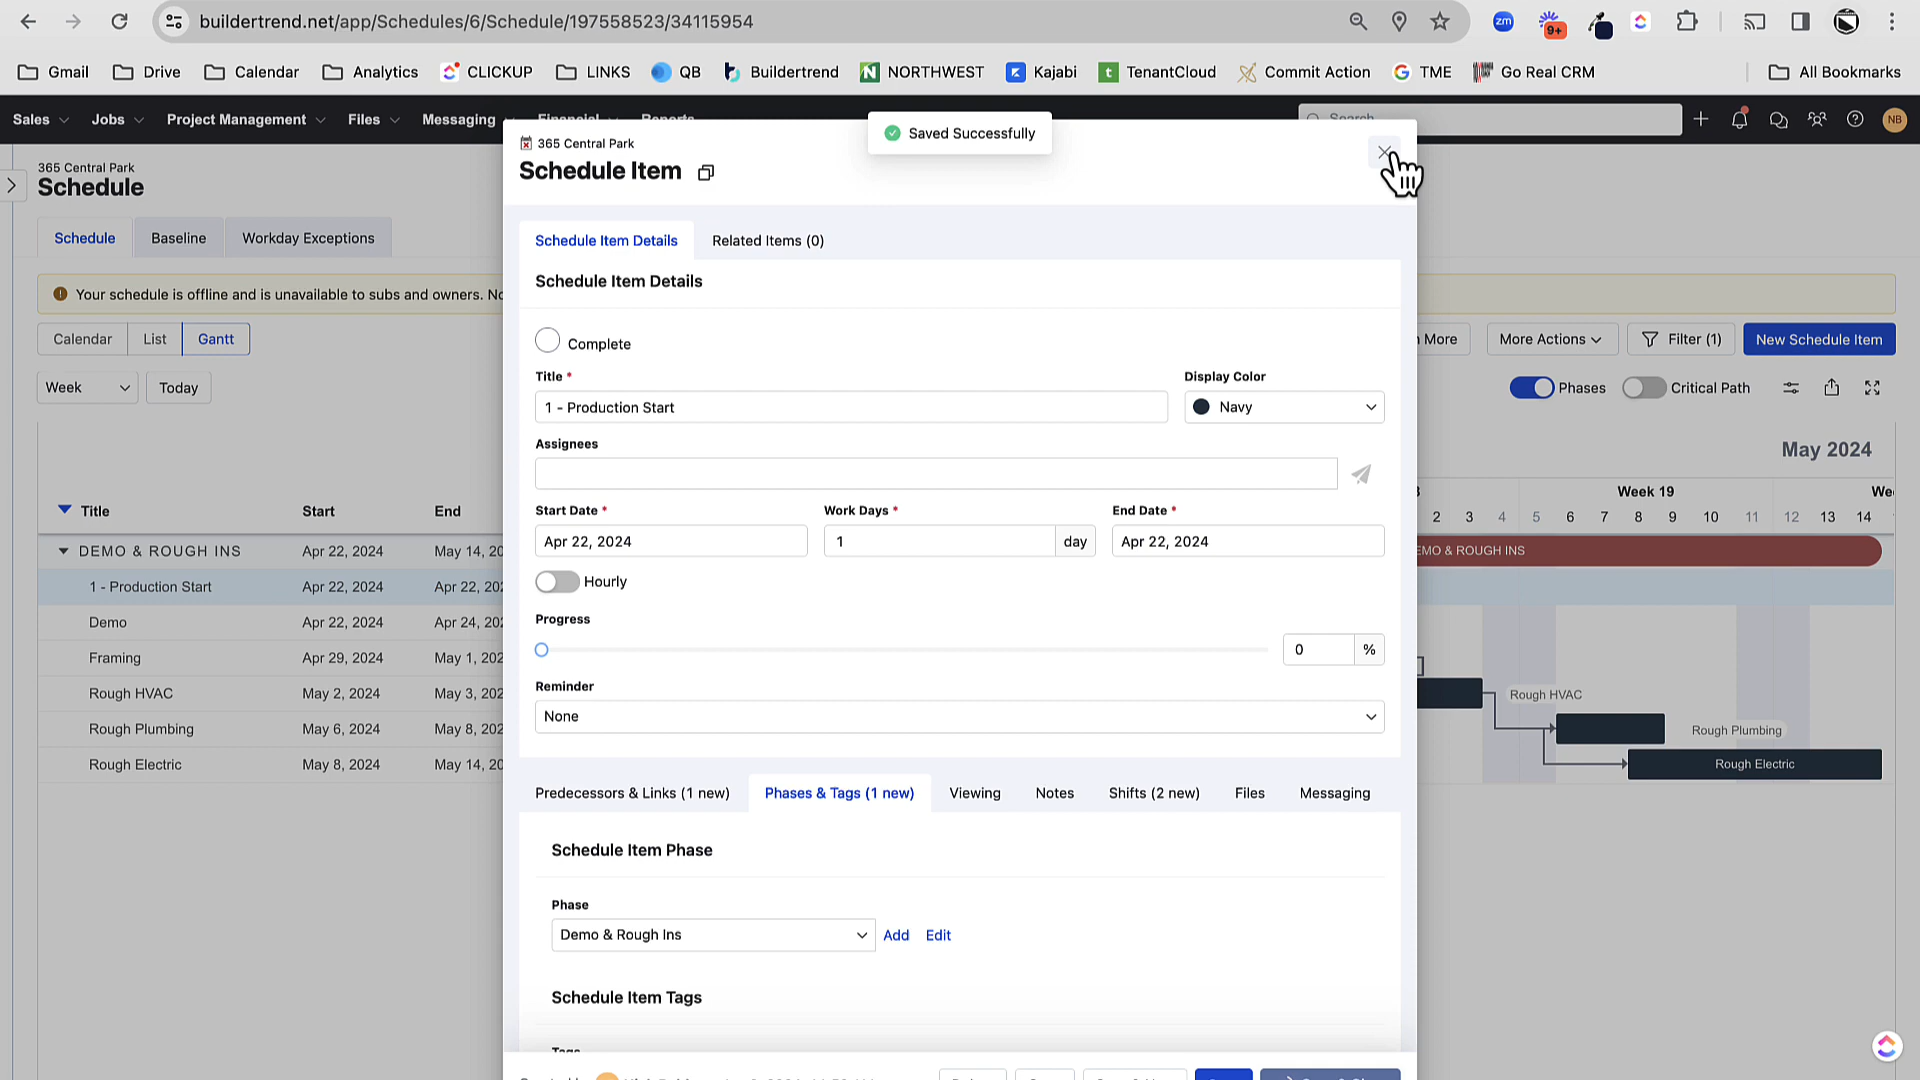 buildertrend.net/app/Schedules/6/Schedule/197558523/34115954
zm
9+
Gmail Drive Calendar Analytics CLICKUP LINKS QB Buildertrend NORTHWEST Kajabi TenantCloud Commit Action TME Go Real CRM All Bookmarks
Sales Jobs Project Management Files Messaging Financial Reports Search NB
Saved Successfully
365 Central Park
Schedule
365 Central Park
Schedule Item
Schedule Baseline Workday Exceptions
Schedule Item Details Related Items (0)
Schedule Item Details
Your schedule is offline and is unavailable to subs and owners.
Calendar List Gantt
More More Actions Filter (1) New Schedule Item
Week Today
Phases Critical Path
Complete
Title * Display Color
1 - Production Start Navy
Assignees
Start Date * Work Days * End Date *
Apr 22, 2024 1 day Apr 22, 2024
Hourly
Progress
0 %
Reminder
None
May 2024
Week 19
2 3 4 5 6 7 8 9 10 11 12 13 14
Title Start End
DEMO & ROUGH INS Apr 22, 2024 May 14, 20
1 - Production Start Apr 22, 2024 Apr 22, 20
Demo Apr 22, 2024 Apr 24, 20
Framing Apr 29, 2024 May 1, 202
Rough HVAC May 2, 2024 May 3, 202
Rough Plumbing May 6, 2024 May 8, 202
Rough Electric May 8, 2024 May 14, 20
EMO & ROUGH INS
Rough HVAC
Rough Plumbing
Rough Electric
Predecessors & Links (1 new) Phases & Tags (1 new) Viewing Notes Shifts (2 new) Files Messaging
Schedule Item Phase
Phase
Demo & Rough Ins Add Edit
Schedule Item Tags
Tags